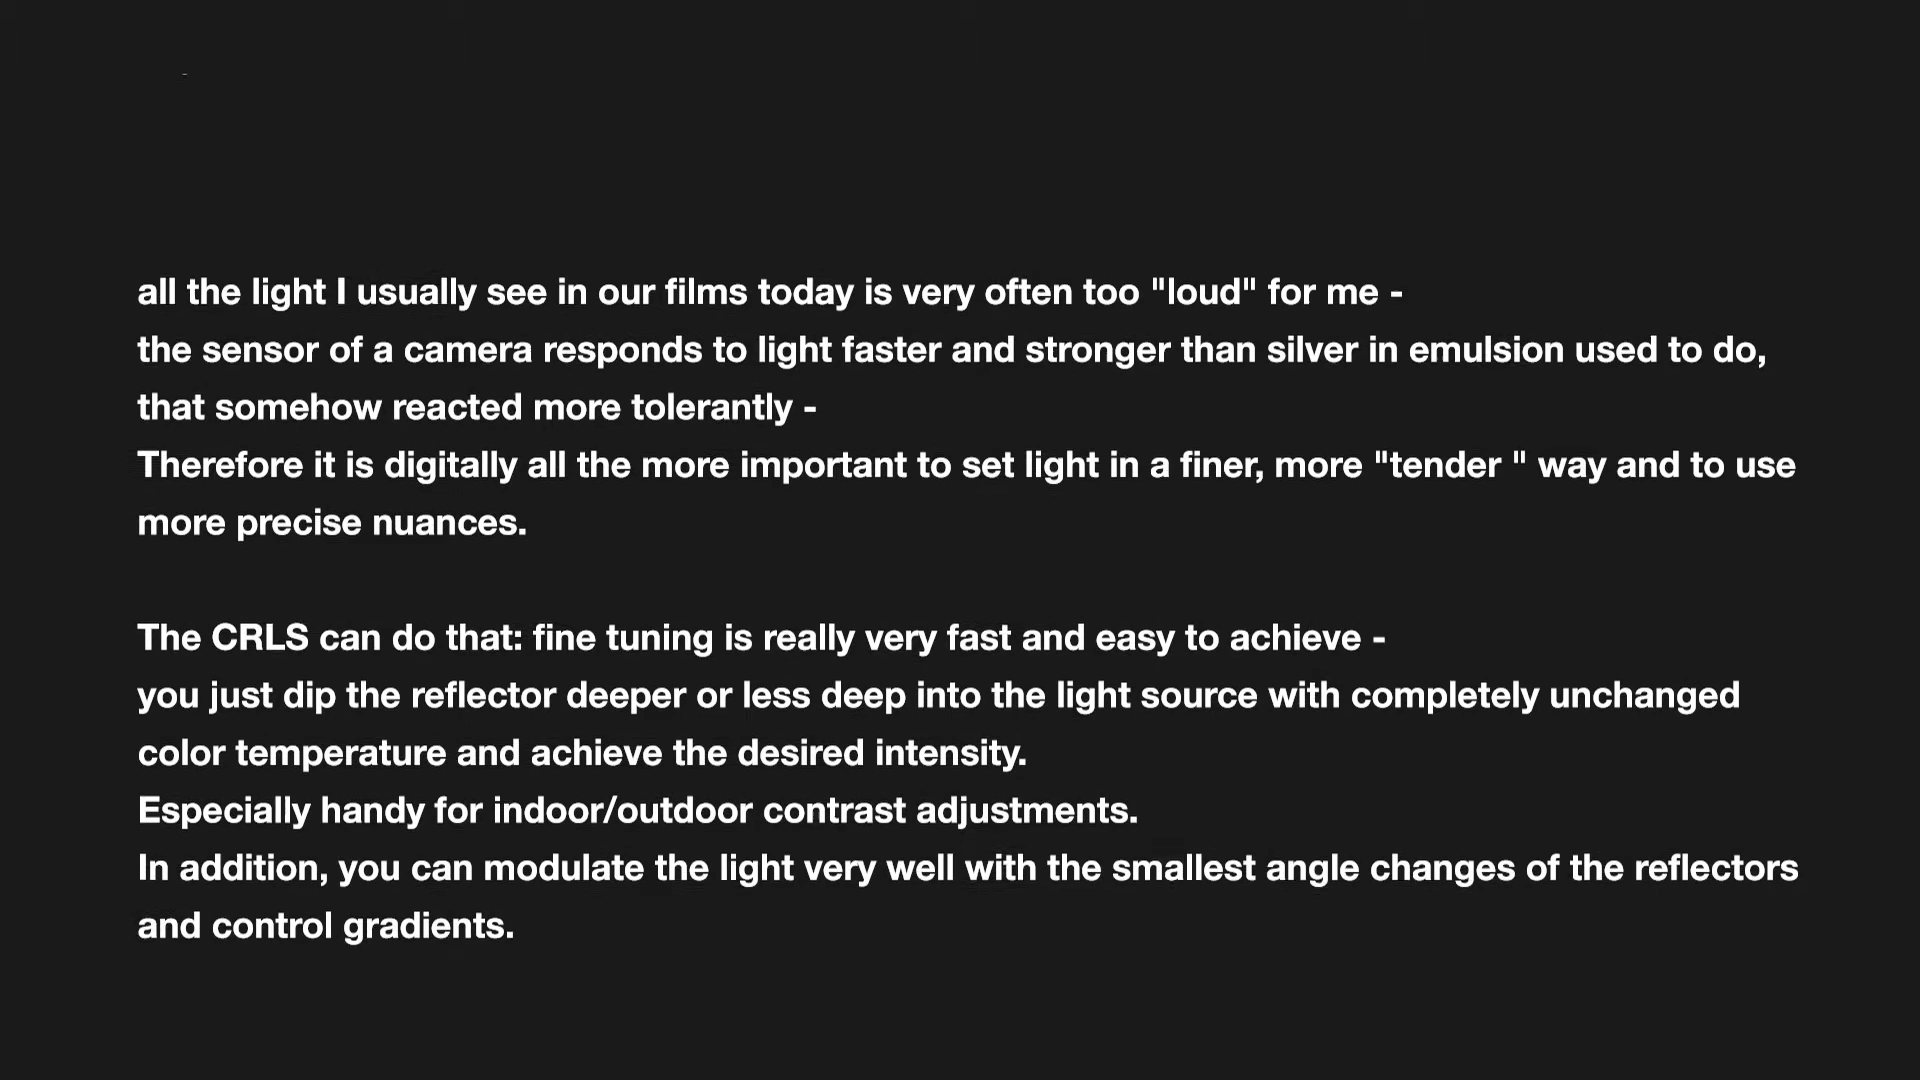 all the light I usually see in our films today is very often too "loud" for me -
the sensor of a camera responds to light faster and stronger than silver in emulsion used to do,
that somehow reacted more tolerantly -
Therefore it is digitally all the more important to set light in a finer, more "tender " way and to use
more precise nuances.
The CRLS can do that: fine tuning is really very fast and easy to achieve -
you just dip the reflector deeper or less deep into the light source with completely unchanged
color temperature and achieve the desired intensity.
Especially handy for indoor/outdoor contrast adjustments.
In addition, you can modulate the light very well with the smallest angle changes of the reflectors
and control gradients.